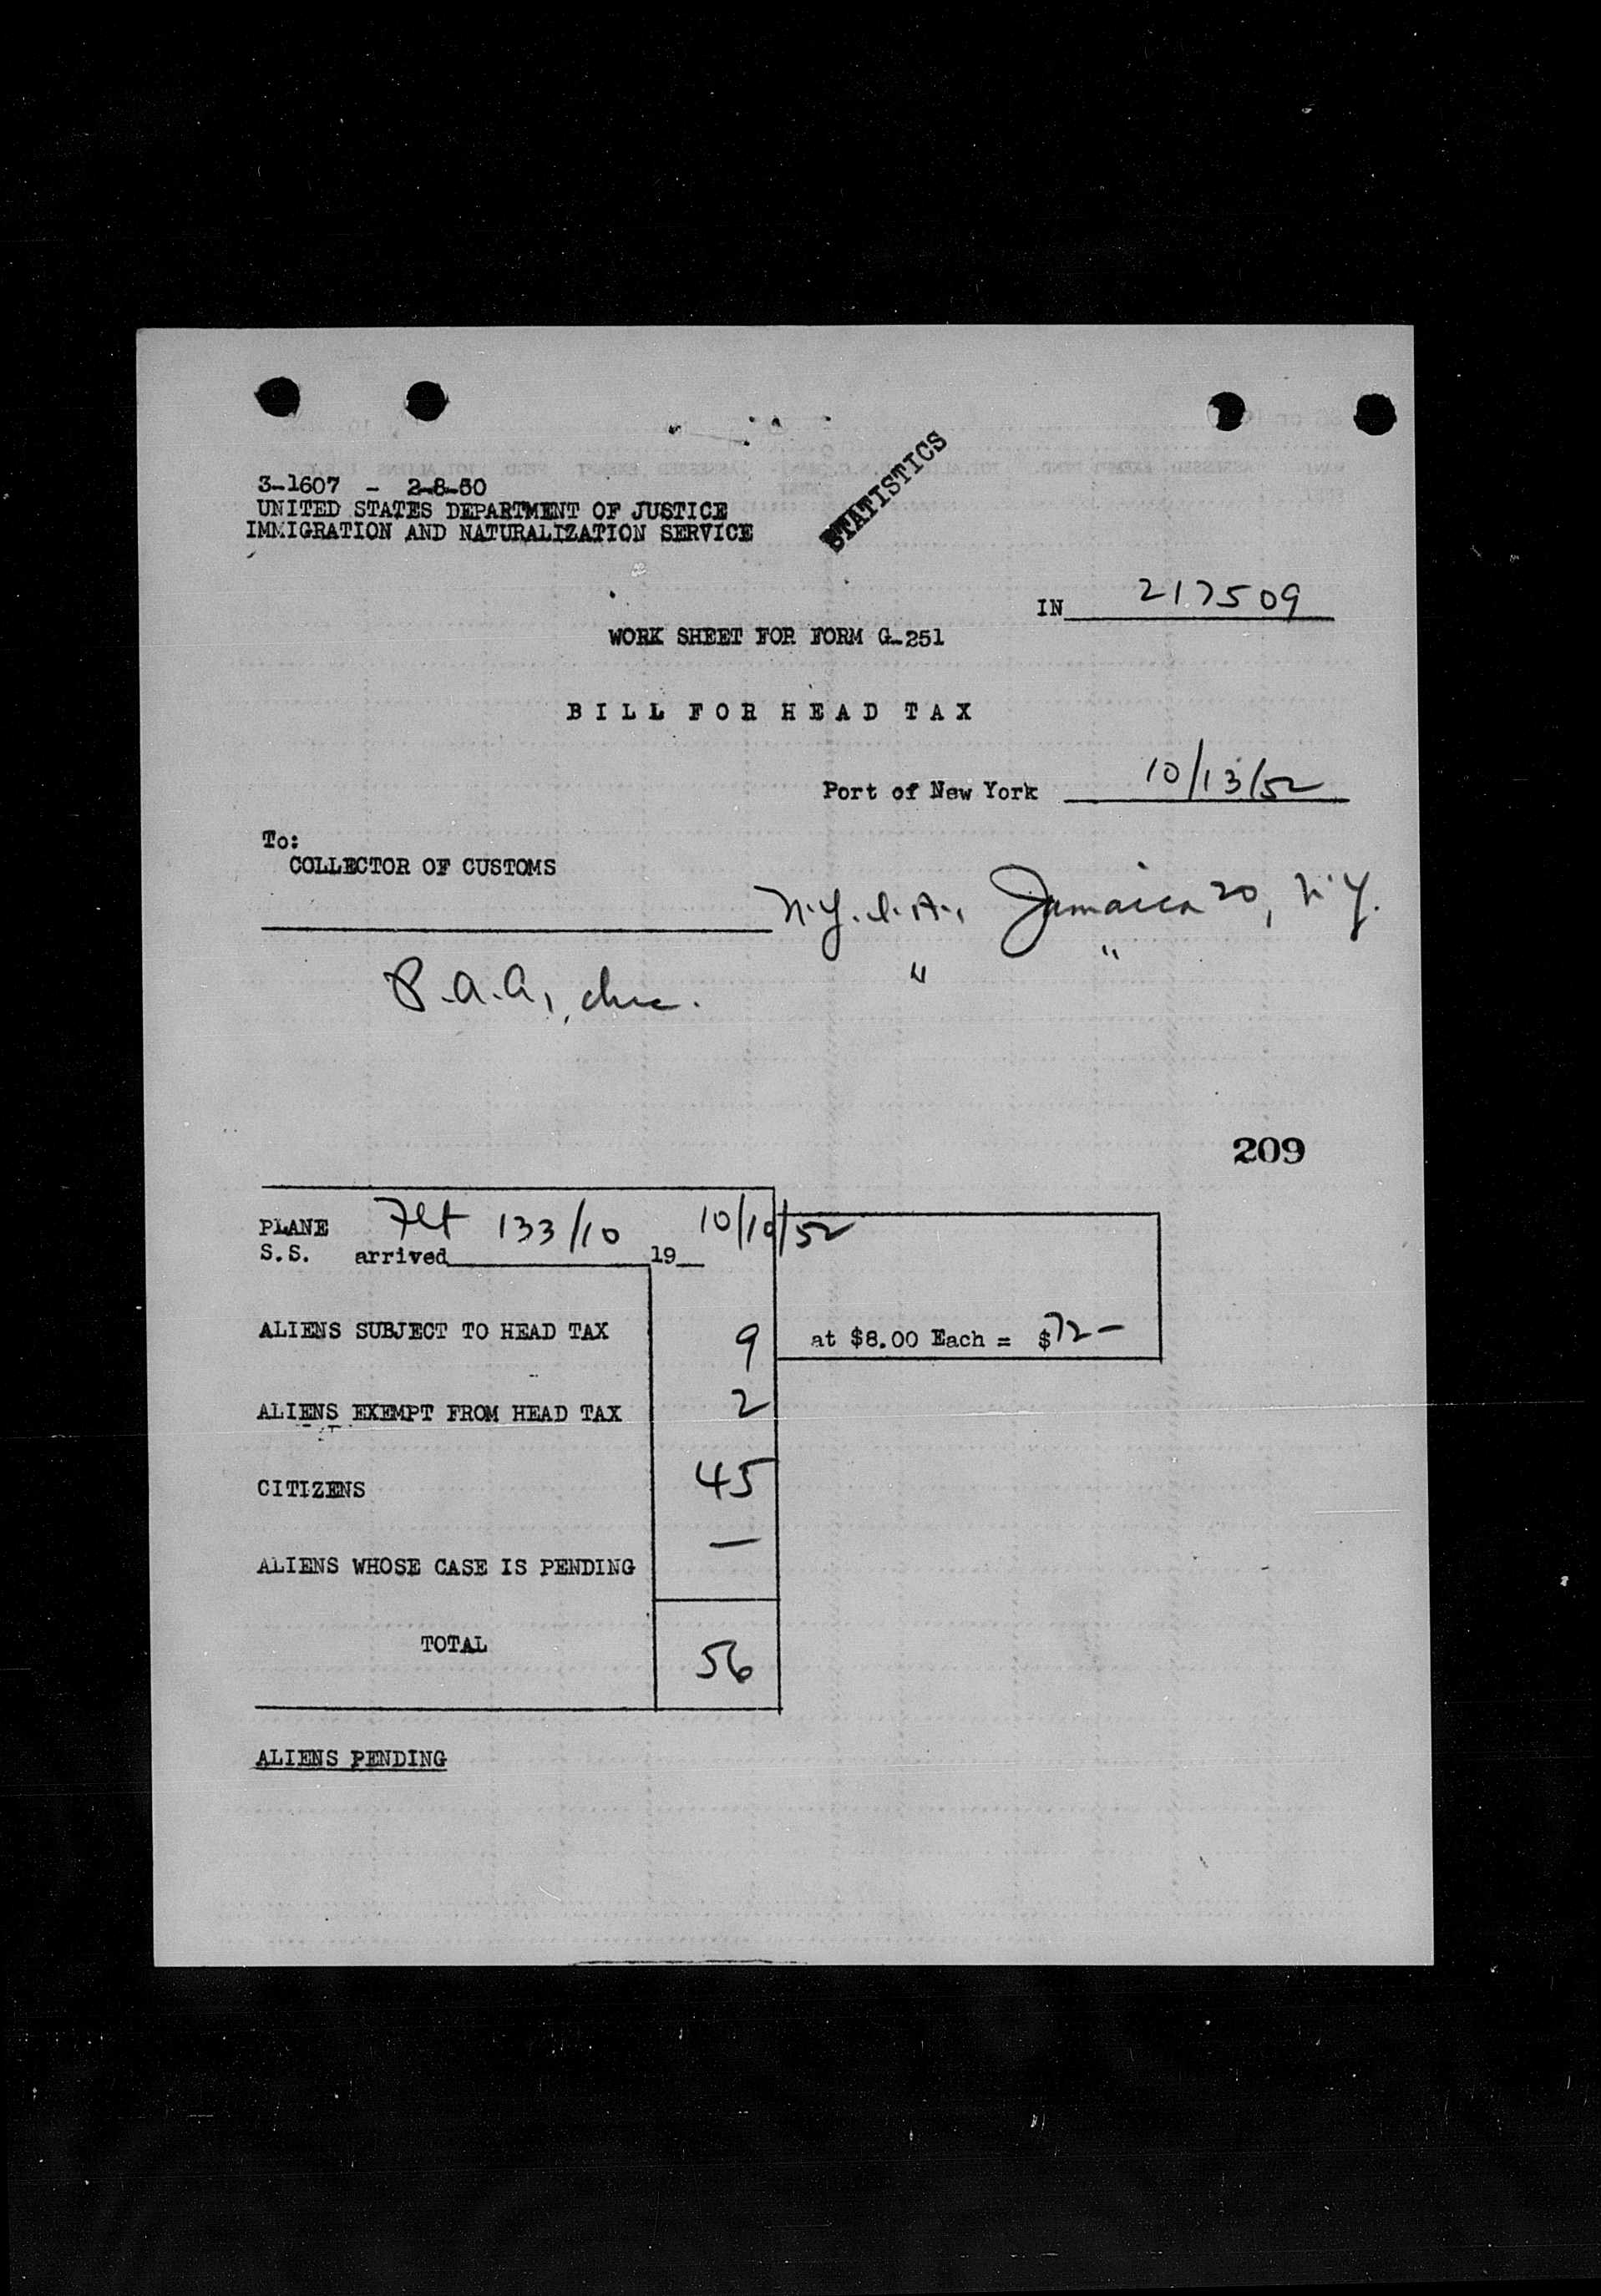 STATISTICS
3-1607 - 2-8-50
UNITED STATES DEPARTMENT OF JUSTICE
IMMIGRATION AND NATURALIZATION SERVICE
IN 217509
WORK SHEET FOR FORM G-251
BILL FOR HEAD TAX
Port of New York 10/13/52
To:
COLLECTOR OF CUSTOMS
N.Y.I.A., Jamaica 20, N.Y.
P.A.A., Inc. " "
209
PLANE Flt 133/10 10/10/52
S.S. arrived 19
ALIENS SUBJECT TO HEAD TAX 9 at $8.00 Each = $72-
ALIENS EXEMPT FROM HEAD TAX 2
CITIZENS 45
ALIENS WHOSE CASE IS PENDING —
TOTAL 56
ALIENS PENDING